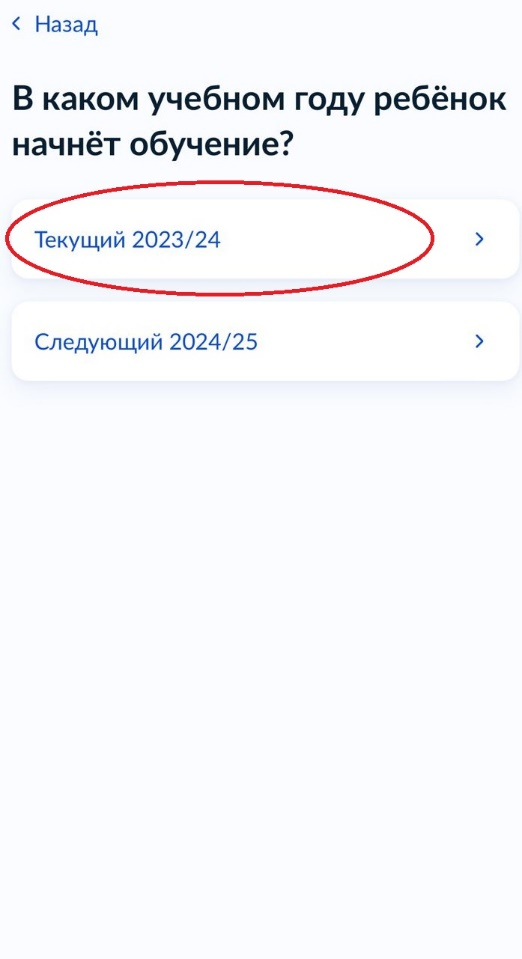 Назад
В каком учебном году ребёнок
начнёт обучение?
Текущий 2023/24
Следующий 2024/25